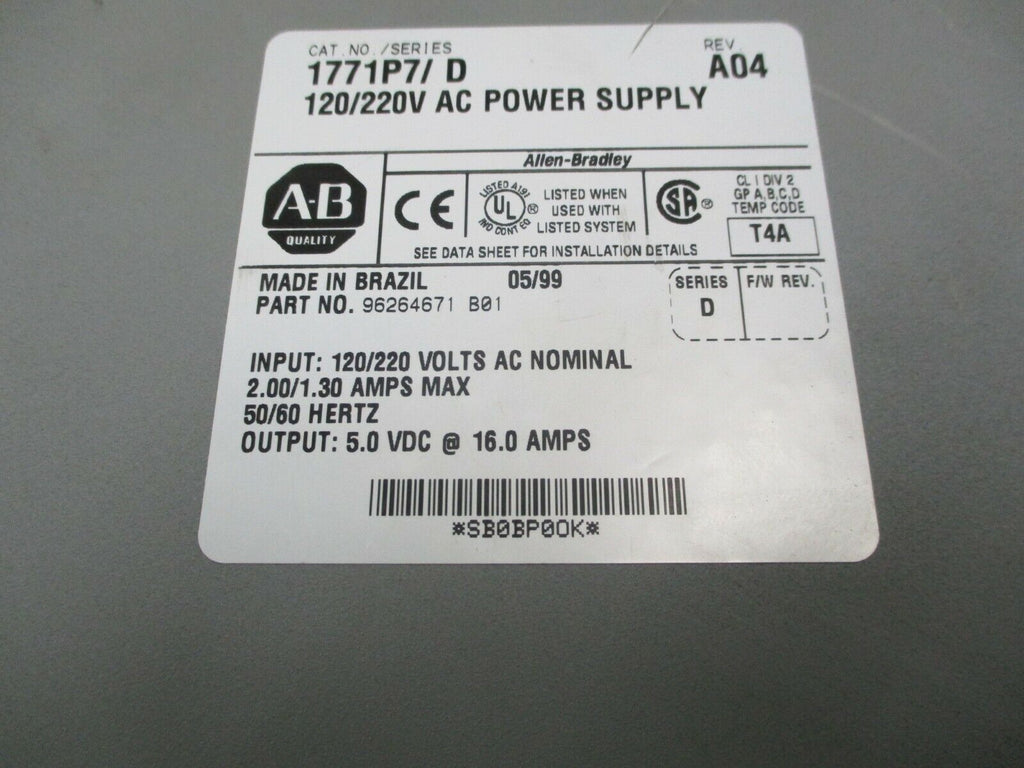 CAT.NO./SERIES
REV
1771P7/ D
A04
120/220V AC POWER SUPPLY
Allen-Bradley
A-B
QUALITY
CE
LISTED A191
UL
IND CONT EQ
®
LISTED WHEN
USED WITH
LISTED SYSTEM
SA ®
CL I DIV 2
GP A,B,C,D
TEMP CODE
T4A
SEE DATA SHEET FOR INSTALLATION DETAILS
MADE IN BRAZIL 05/99
PART NO. 96264671 B01
SERIES
D
F/W REV.
INPUT: 120/220 VOLTS AC NOMINAL
2.00/1.30 AMPS MAX
50/60 HERTZ
OUTPUT: 5.0 VDC @ 16.0 AMPS
*SB0BP00K*